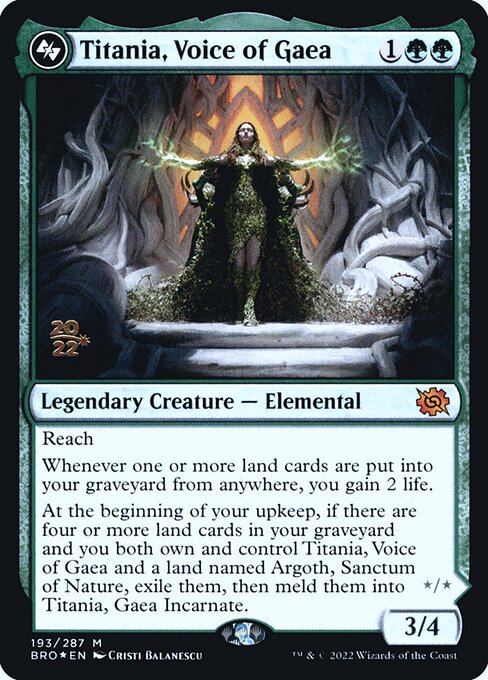 Titania, Voice of Gaea 1
20
22
Legendary Creature — Elemental
Reach
Whenever one or more land cards are put into
your graveyard from anywhere, you gain 2 life.
At the beginning of your upkeep, if there are
four or more land cards in your graveyard
and you both own and control Titania, Voice
of Gaea and a land named Argoth, Sanctum
of Nature, exile them, then meld them into
Titania, Gaea Incarnate.
*/*
3/4
193/287 M
BRO★EN Cristi Balanescu
™ & © 2022 Wizards of the Coast